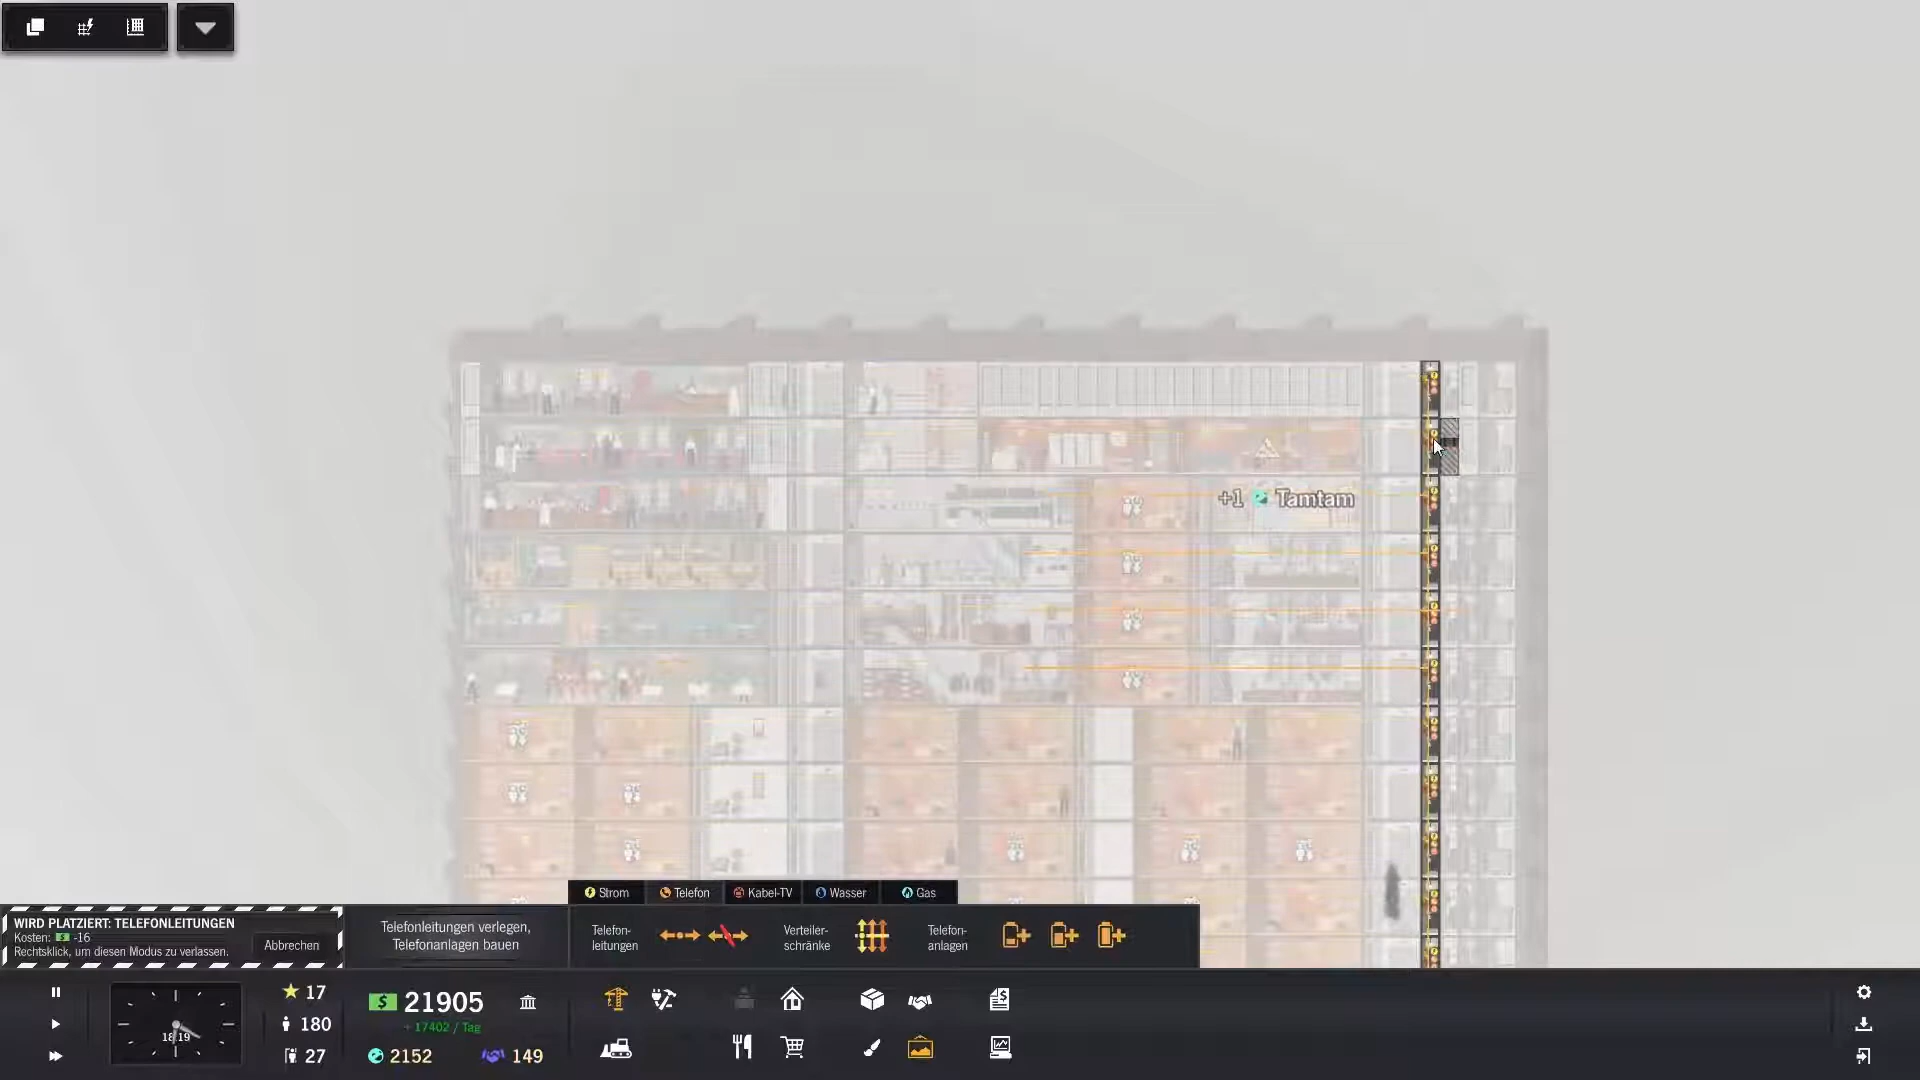 +1 Tamtam
Strom
Telefon
Kabel-TV
Wasser
Gas
WIRD PLATZIERT: TELEFONLEITUNGEN
Kosten: -16
Rechtsklick, um diesen Modus zu verlassen.
Abbrechen
Telefonleitungen verlegen,
Telefonanlagen bauen
Telefon-
leitungen
Verteiler-
schränke
Telefon-
anlagen
18:19
17
180
27
21905
+ 17402 / Tag
2152
149